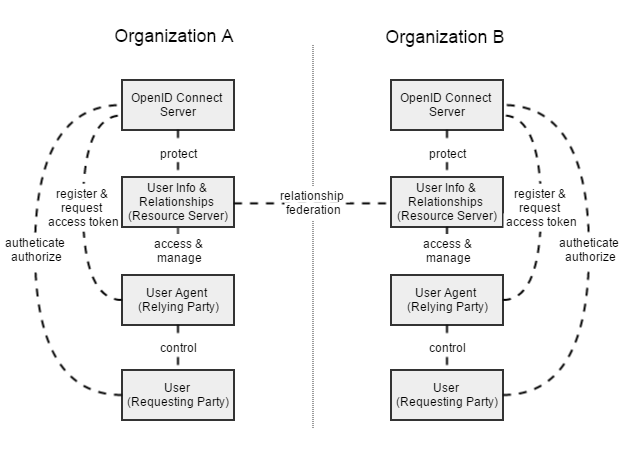 Organization A
OpenID Connect
Server
protect
User Info &
Relationships
(Resource Server)
register &
request
access token
autheticate
authorize
access &
manage
User Agent
(Relying Party)
control
User
(Requesting Party)
relationship
federation
Organization B
OpenID Connect
Server
protect
User Info &
Relationships
(Resource Server)
register &
request
access token
autheticate
authorize
access &
manage
User Agent
(Relying Party)
control
User
(Requesting Party)